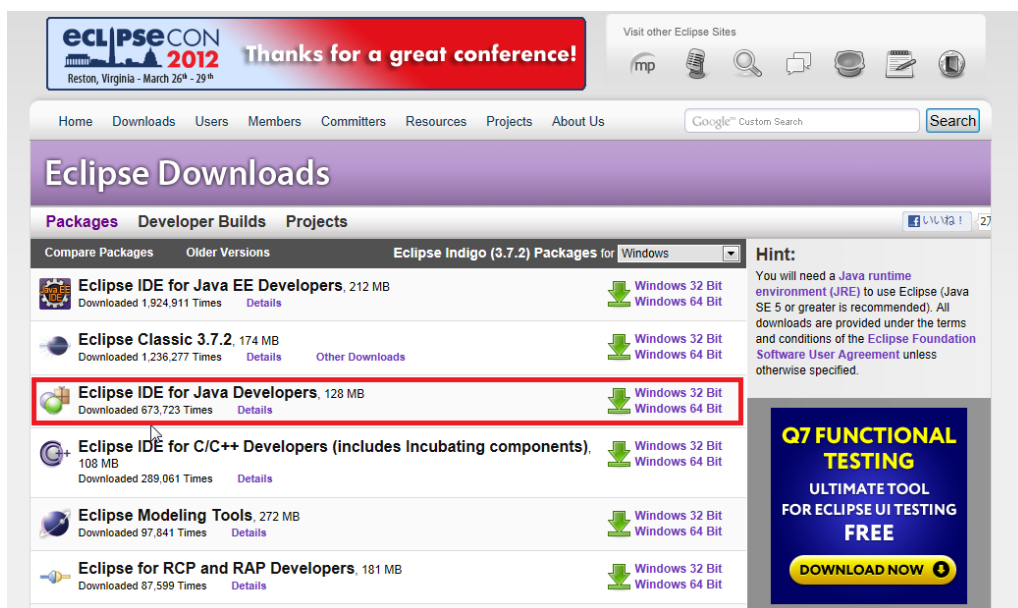 eclipsecon
2012
Reston, Virginia - March 26th - 29th
Thanks for a great conference!
Visit other Eclipse Sites
mp
Home Downloads Users Members Committers Resources Projects About Us
Google™ Custom Search
Search
Eclipse Downloads
Packages Developer Builds Projects
いいね！ 27
Compare Packages Older Versions Eclipse Indigo (3.7.2) Packages for Windows
Java EE IDE
Eclipse IDE for Java EE Developers, 212 MB
Downloaded 1,924,911 Times Details
Windows 32 Bit
Windows 64 Bit
Eclipse Classic 3.7.2, 174 MB
Downloaded 1,236,277 Times Details Other Downloads
Windows 32 Bit
Windows 64 Bit
Eclipse IDE for Java Developers, 128 MB
Downloaded 673,723 Times Details
Windows 32 Bit
Windows 64 Bit
C++
Eclipse IDE for C/C++ Developers (includes Incubating components),
108 MB
Downloaded 289,061 Times Details
Windows 32 Bit
Windows 64 Bit
Eclipse Modeling Tools, 272 MB
Downloaded 97,841 Times Details
Windows 32 Bit
Windows 64 Bit
Eclipse for RCP and RAP Developers, 181 MB
Downloaded 87,599 Times Details
Windows 32 Bit
Windows 64 Bit
Hint:
You will need a Java runtime
environment (JRE) to use Eclipse (Java
SE 5 or greater is recommended). All
downloads are provided under the terms
and conditions of the Eclipse Foundation
Software User Agreement unless
otherwise specified.
Q7 FUNCTIONAL
TESTING
ULTIMATE TOOL
FOR ECLIPSE UI TESTING
FREE
DOWNLOAD NOW